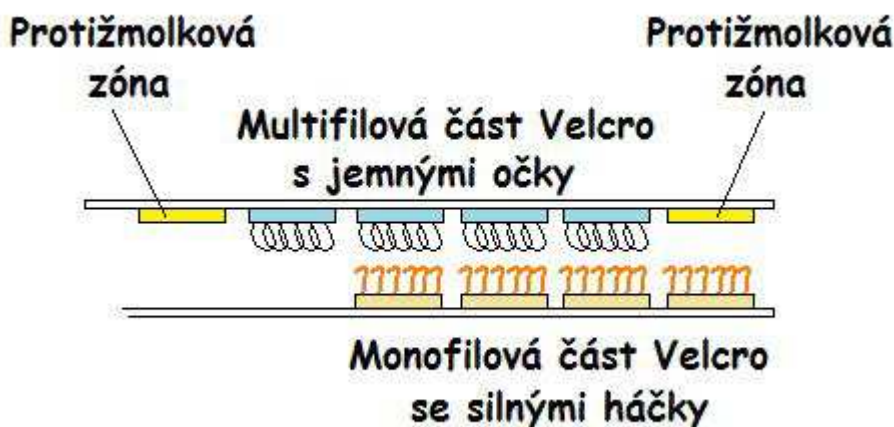 Protižmolková
zóna
Protižmolková
zóna
Multifilová část Velcro
s jemnými očky
Monofilová část Velcro
se silnými háčky